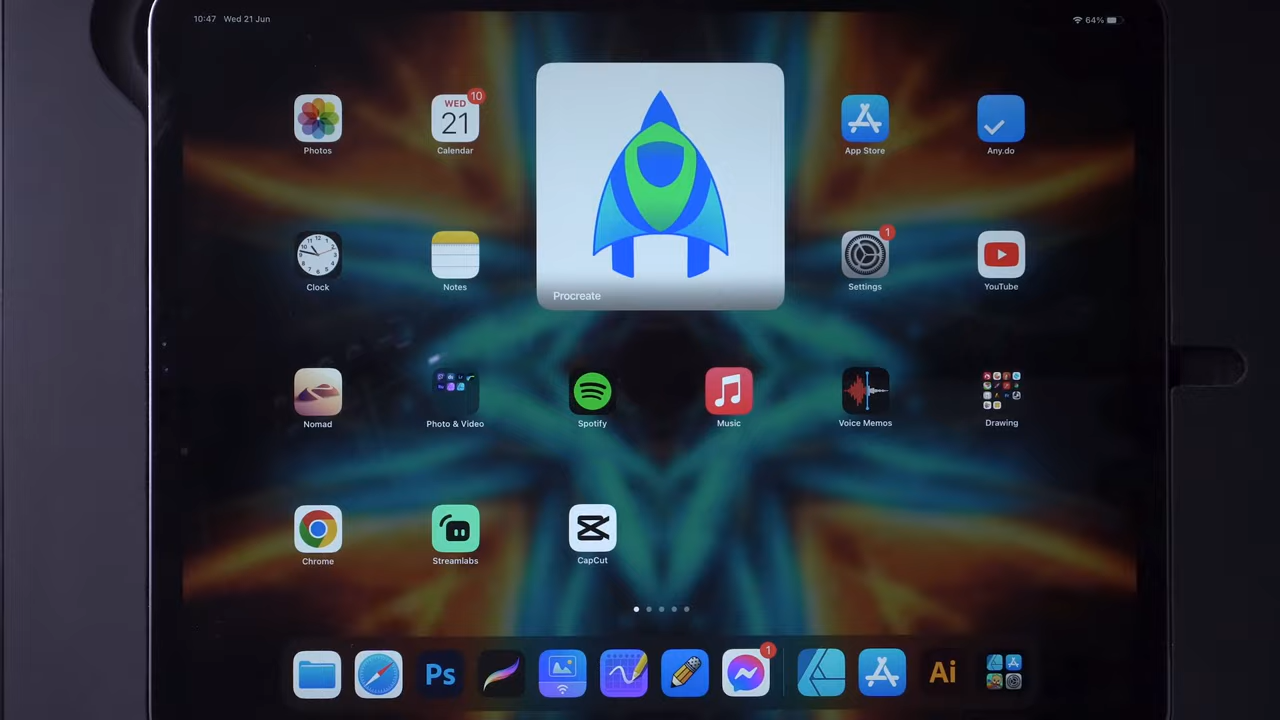 10:47 Wed 21 Jun
64%
WED
21
10
Photos
Calendar
Procreate
App Store
Any.do
Clock
Notes
1
Settings
YouTube
Nomad
Photo & Video
Spotify
Music
Voice Memos
Drawing
Chrome
Streamlabs
CapCut
Ps
1
Ai